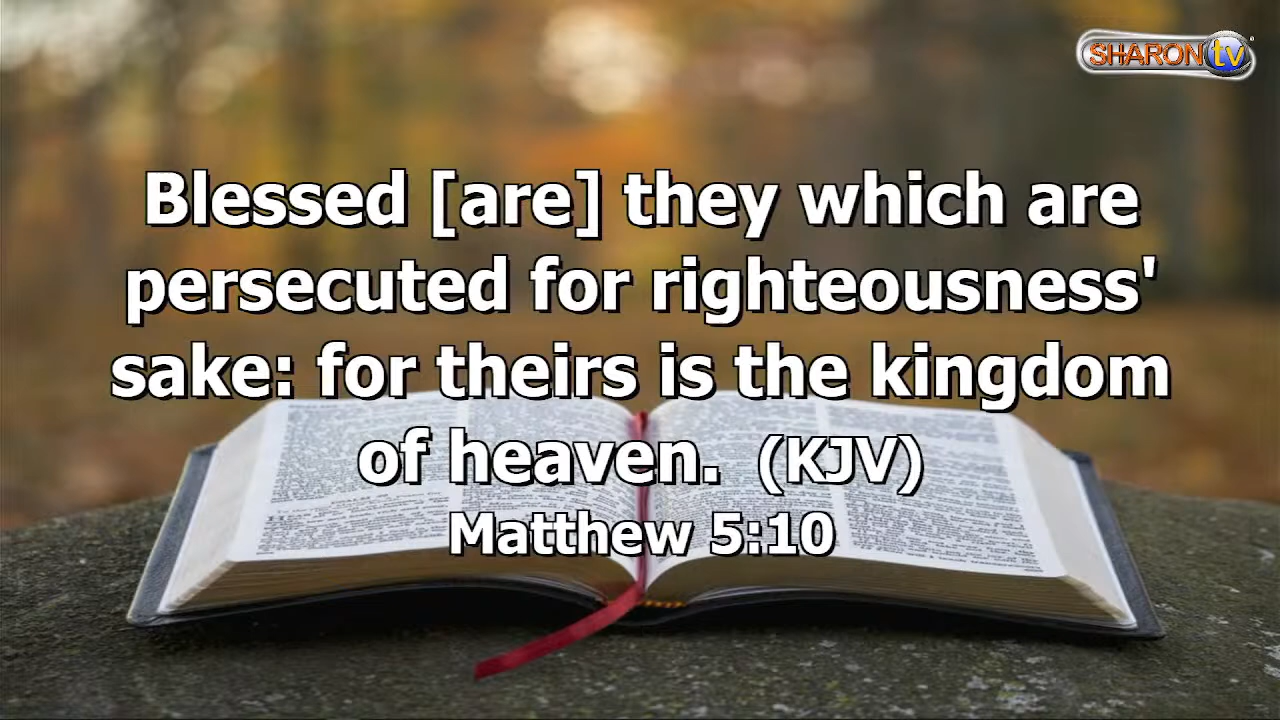 SHARON tv
Blessed [are] they which are
persecuted for righteousness'
sake: for theirs is the kingdom
of heaven. (KJV)
Matthew 5:10